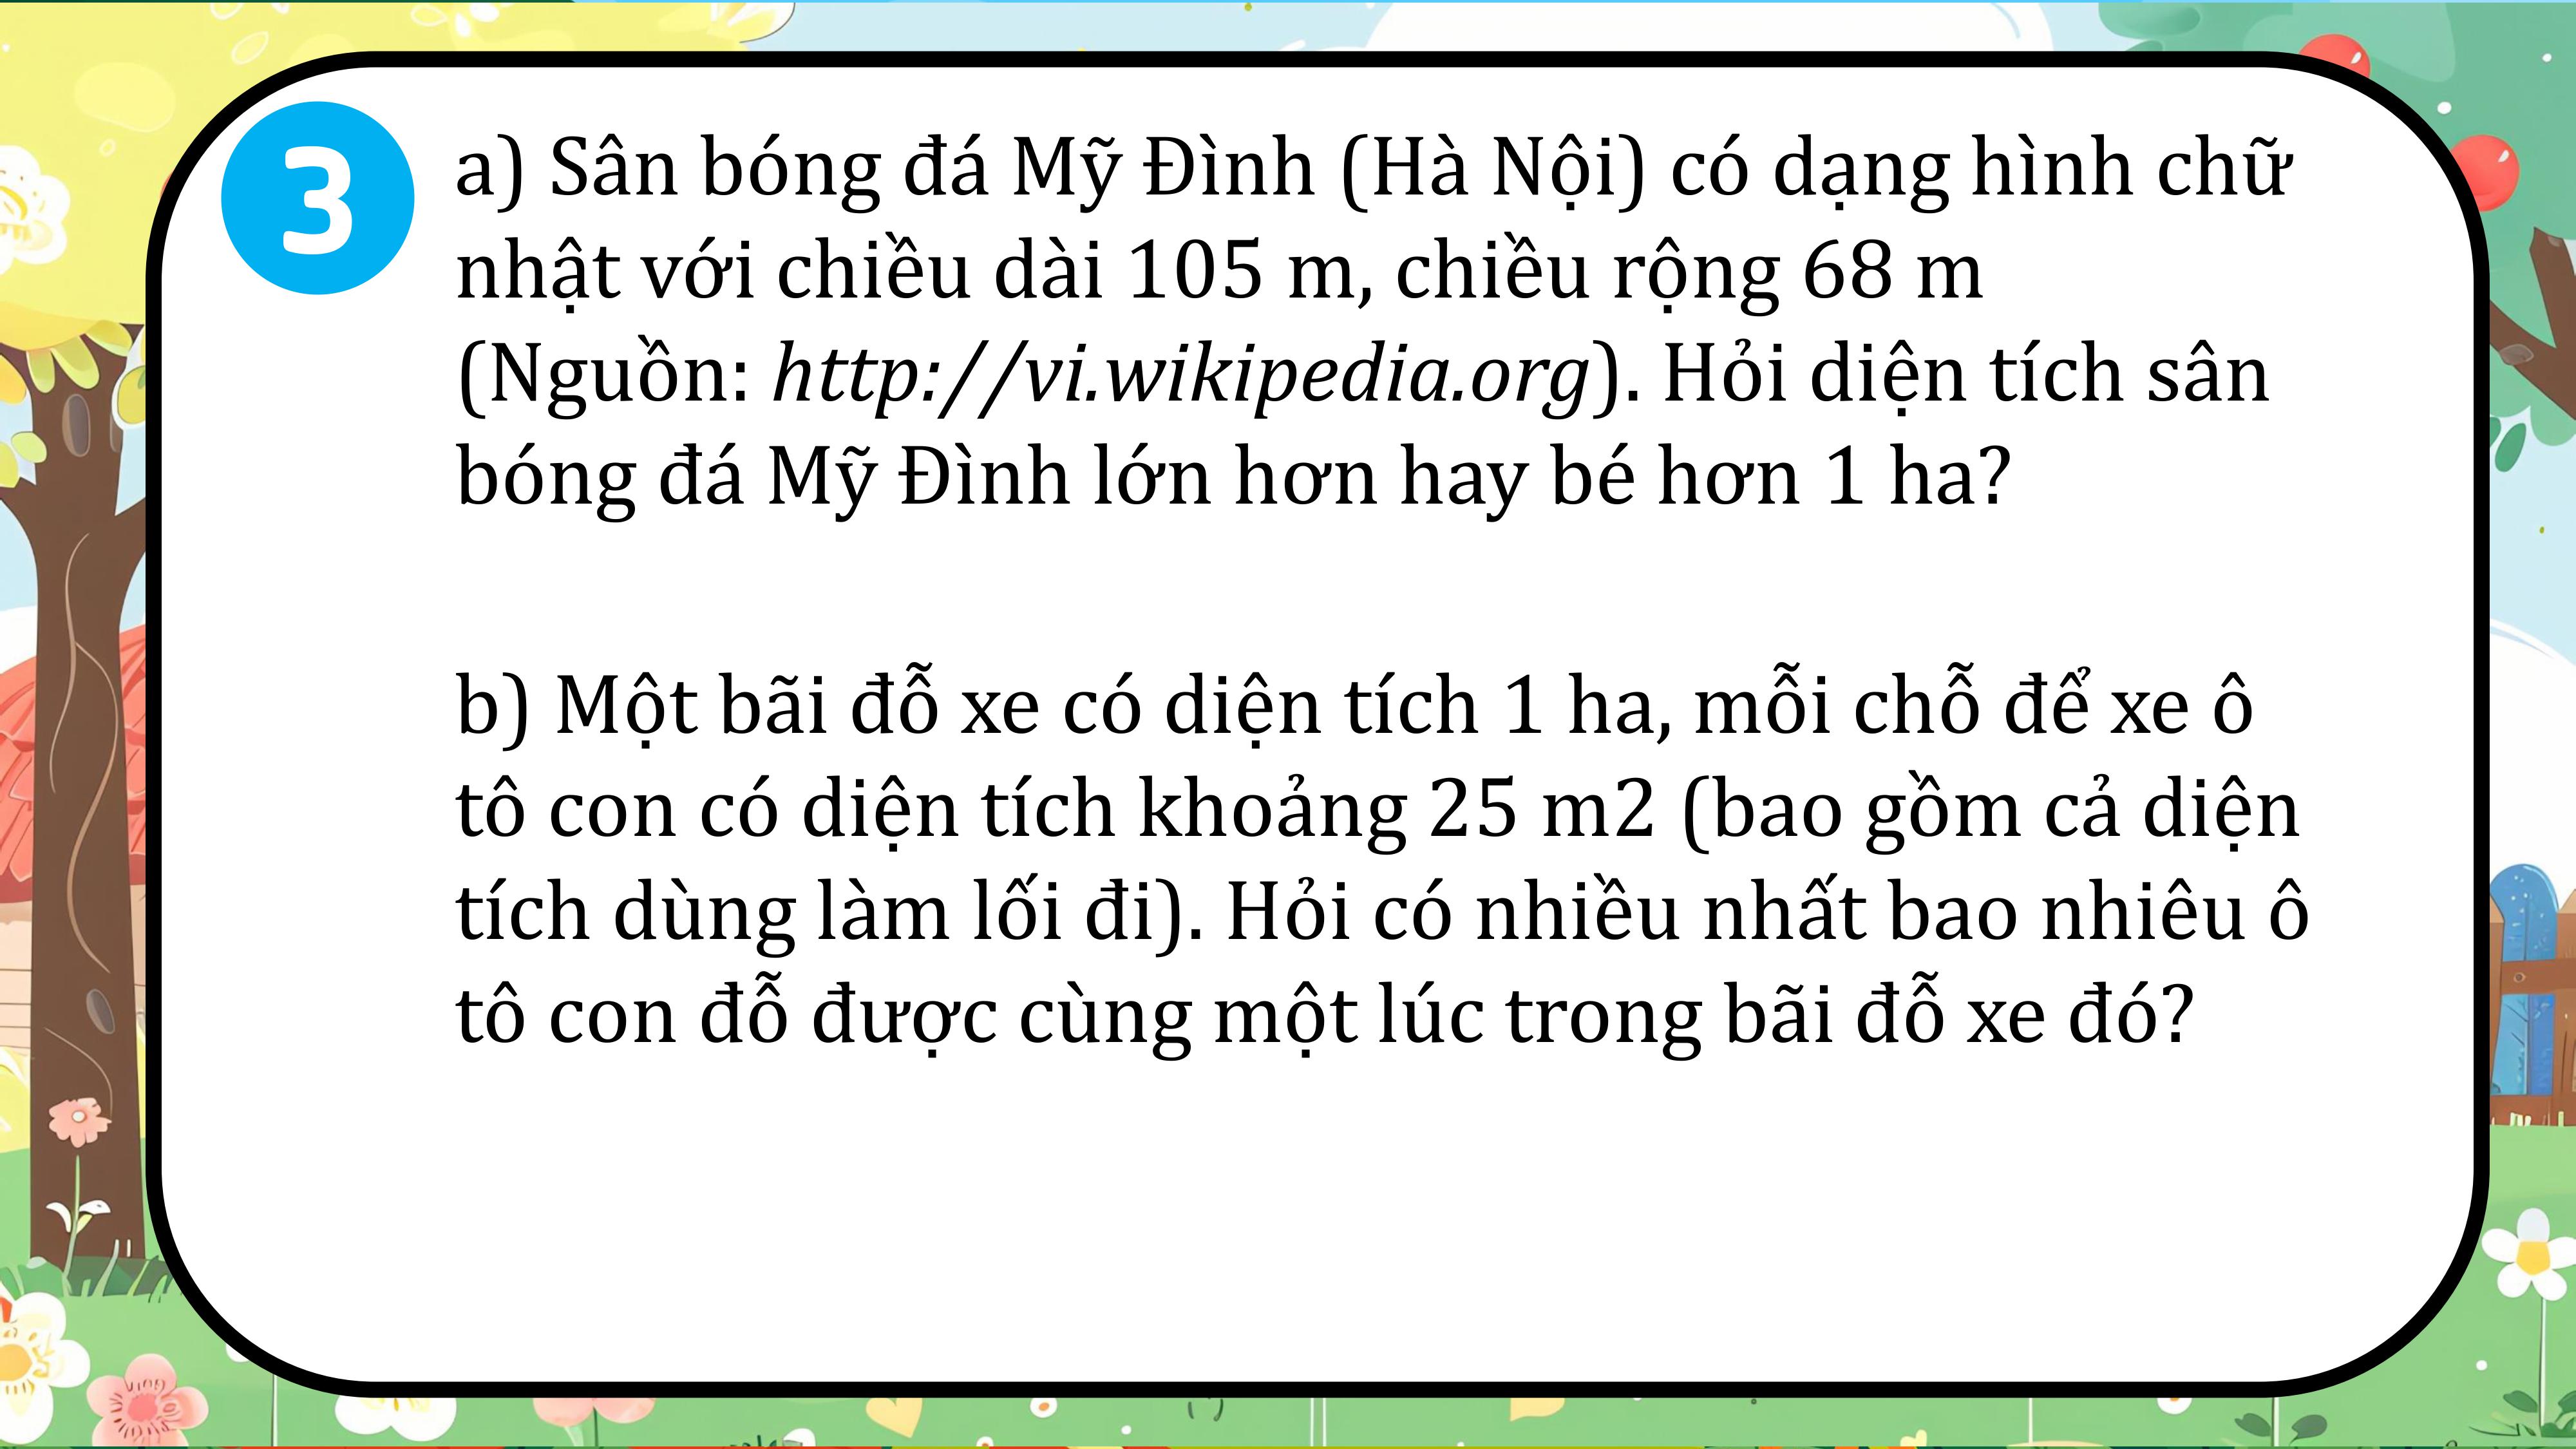 3
a) Sân bóng đá Mỹ Đình (Hà Nội) có dạng hình chữ
nhật với chiều dài 105 m, chiều rộng 68 m
(Nguồn: http://vi.wikipedia.org). Hỏi diện tích sân
bóng đá Mỹ Đình lớn hơn hay bé hơn 1 ha?
b) Một bãi đỗ xe có diện tích 1 ha, mỗi chỗ để xe ô
tô con có diện tích khoảng 25 m2 (bao gồm cả diện
tích dùng làm lối đi). Hỏi có nhiều nhất bao nhiêu ô
tô con đỗ được cùng một lúc trong bãi đỗ xe đó?